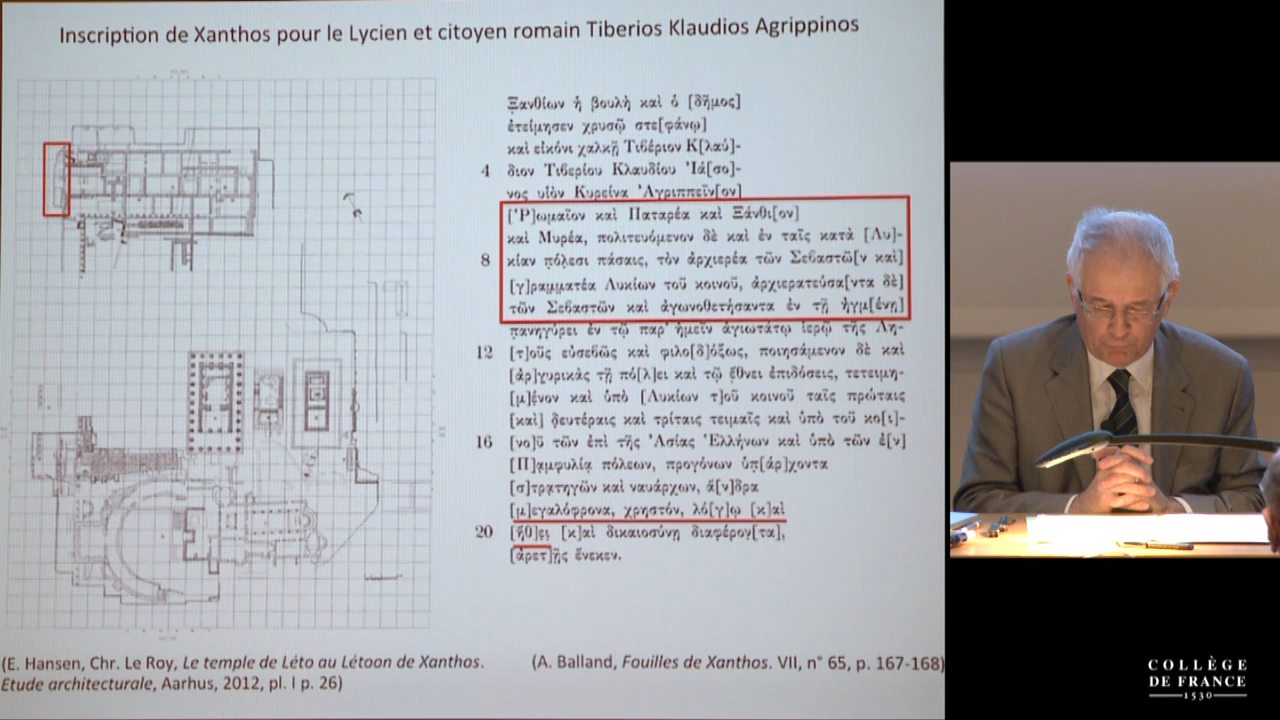 Inscription de Xanthos pour le Lycien et citoyen romain Tiberios Klaudios Agrippinos
Ξανθίων ἡ βουλὴ καὶ ὁ [δῆμος]
ἐτείμησεν χρυσῷ στε[φάνῳ]
καὶ εἰκόνι χαλκῇ Τιβέριον Κ[λαύ]-
4 διον Τιβερίου Κλαυδίου Ἰά[σο]-
νος υἱὸν Κυρείνα Ἀγριππεῖν[ον]
[Ῥ]ωμαῖον καὶ Παταρέα καὶ Ξάνθι[ον]
καὶ Μυρέα, πολιτευόμενον δὲ καὶ ἐν ταῖς κατὰ [Λυ]-
8 κίαν πόλεσι πάσαις, τὸν ἀρχιερέα τῶν Σεβαστῶ[ν καὶ]
[γ]ραμματέα Λυκίων τοῦ κοινοῦ, ἀρχιερατεύσα[ντα δὲ]
τῶν Σεβαστῶν καὶ ἀγωνοθετήσαντα ἐν τῇ ἠγμ[ένῃ]
πανηγύρει ἐν τῷ παρ' ἡμεῖν ἁγιωτάτῳ ἱερῷ τῆς Λη-
12 [τ]οῦς εὐσεβῶς καὶ φιλο[δ]όξως, ποιησάμενον δὲ καὶ
[ἀρ]γυρικὰς τῇ πό[λ]ει καὶ τῷ ἔθνει ἐπιδόσεις, τετειμη-
[μ]ένον καὶ ὑπὸ [Λυκίων τ]οῦ κοινοῦ ταῖς πρώταις
[καὶ] δευτέραις καὶ τρίταις τειμαῖς καὶ ὑπὸ τοῦ κο[ι]-
16 [νο]ῦ τῶν ἐπὶ τῆς Ἀσίας Ἑλλήνων καὶ ὑπὸ τῶν ἐ[ν]
[Π]αμφυλίᾳ πόλεων, προγόνων ὑπ[άρ]χοντα
[σ]τρατηγῶν καὶ ναυάρχων, ἄ[ν]δρα
[μ]εγαλόφρονα, χρηστόν, λό[γ]ῳ [κ]αὶ
20 [ἤθ]ει [κ]αὶ δικαιοσύνῃ διαφέρον[τα],
[ἀρετ]ῆς ἕνεκεν.
(E. Hansen, Chr. Le Roy, Le temple de Léto au Létoon de Xanthos.
Etude architecturale, Aarhus, 2012, pl. I p. 26)
(A. Balland, Fouilles de Xanthos. VII, n° 65, p. 167-168)
COLLÈGE
DE FRANCE
1530